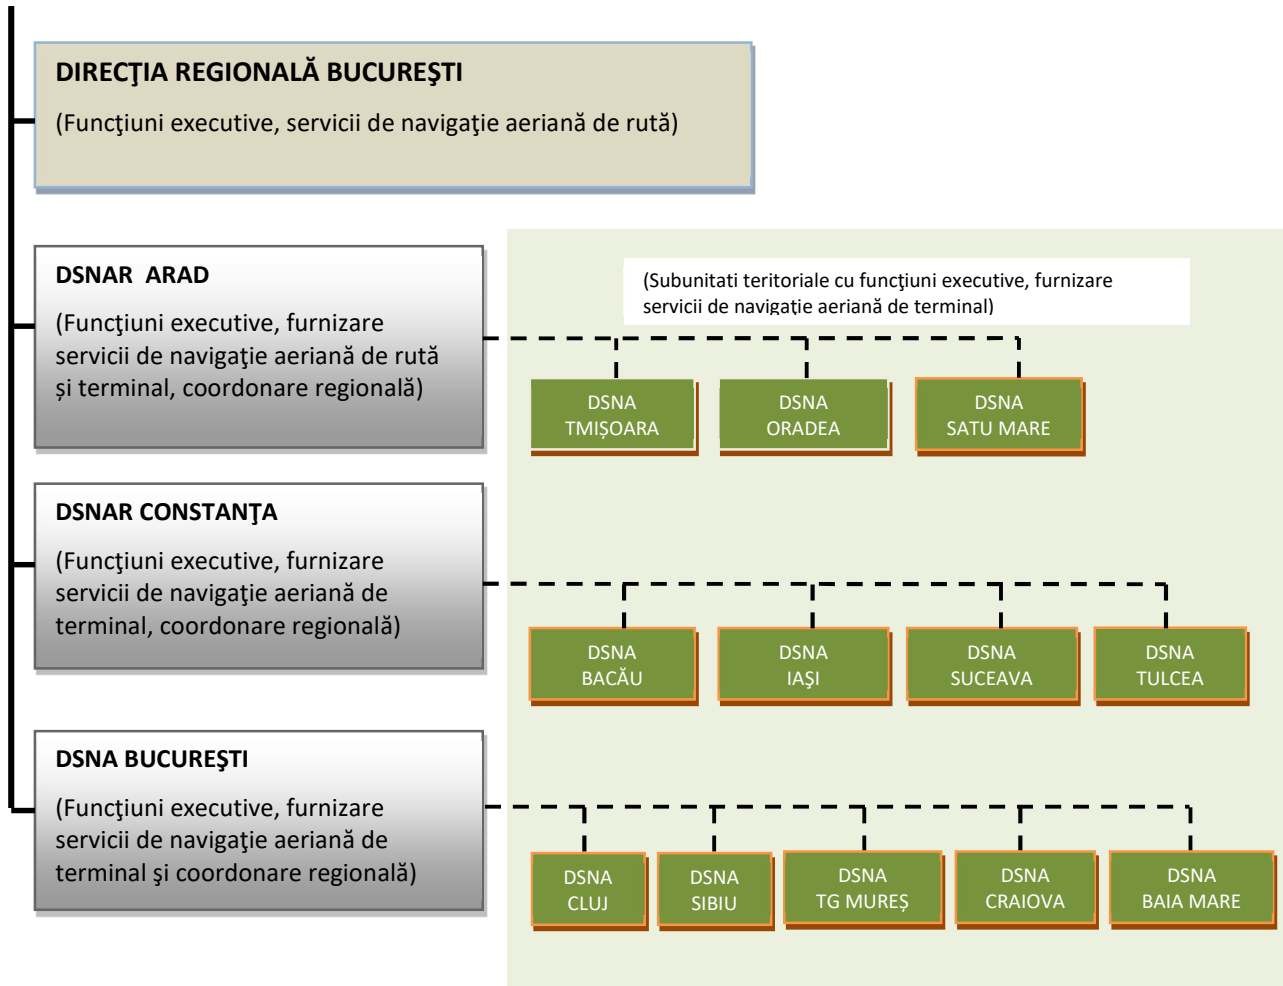 DIRECŢIA REGIONALĂ BUCUREŞTI
(Funcţiuni executive, servicii de navigaţie aeriană de rută)
DSNAR ARAD
(Funcţiuni executive, furnizare
servicii de navigaţie aeriană de rută
și terminal, coordonare regională)
(Subunitati teritoriale cu funcţiuni executive, furnizare
servicii de navigaţie aeriană de terminal)
DSNA
TMIȘOARA
DSNA
ORADEA
DSNA
SATU MARE
DSNAR CONSTANŢA
(Funcţiuni executive, furnizare
servicii de navigaţie aeriană de
terminal, coordonare regională)
DSNA
BACĂU
DSNA
IAŞI
DSNA
SUCEAVA
DSNA
TULCEA
DSNA BUCUREŞTI
(Funcţiuni executive, furnizare
servicii de navigaţie aeriană de
terminal şi coordonare regională)
DSNA
CLUJ
DSNA
SIBIU
DSNA
TG MUREȘ
DSNA
CRAIOVA
DSNA
BAIA MARE